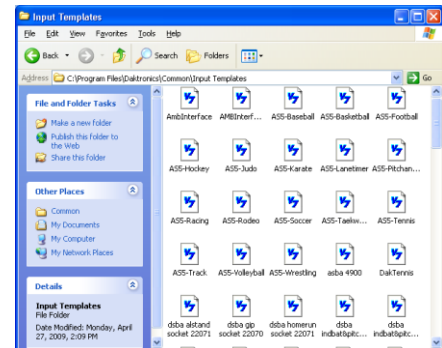 Input Templates
File Edit View Favorites Tools Help
Back Search Folders
Address C:\Program Files\Daktronics\Common\Input Templates Go
File and Folder Tasks
Make a new folder
Publish this folder to
the Web
Share this folder
Other Places
Common
My Documents
My Computer
My Network Places
Details
Input Templates
File Folder
Date Modified: Monday, April
27, 2009, 2:09 PM
AmbInterface AMBInterf... AS5-Baseball AS5-Basketball AS5-Football
AS5-Hockey AS5-Judo AS5-Karate AS5-Lanetimer AS5-Pitchan...
AS5-Racing AS5-Rodeo AS5-Soccer AS5-Taekw... AS5-Tennis
AS5-Track AS5-Volleyball AS5-Wrestling asba 4900 DakTennis
dsba alstand socket 22071
dsba gip socket 22070
dsba homerun socket 22071
dsba indbat&pitc...
dsba indbat&pitc...